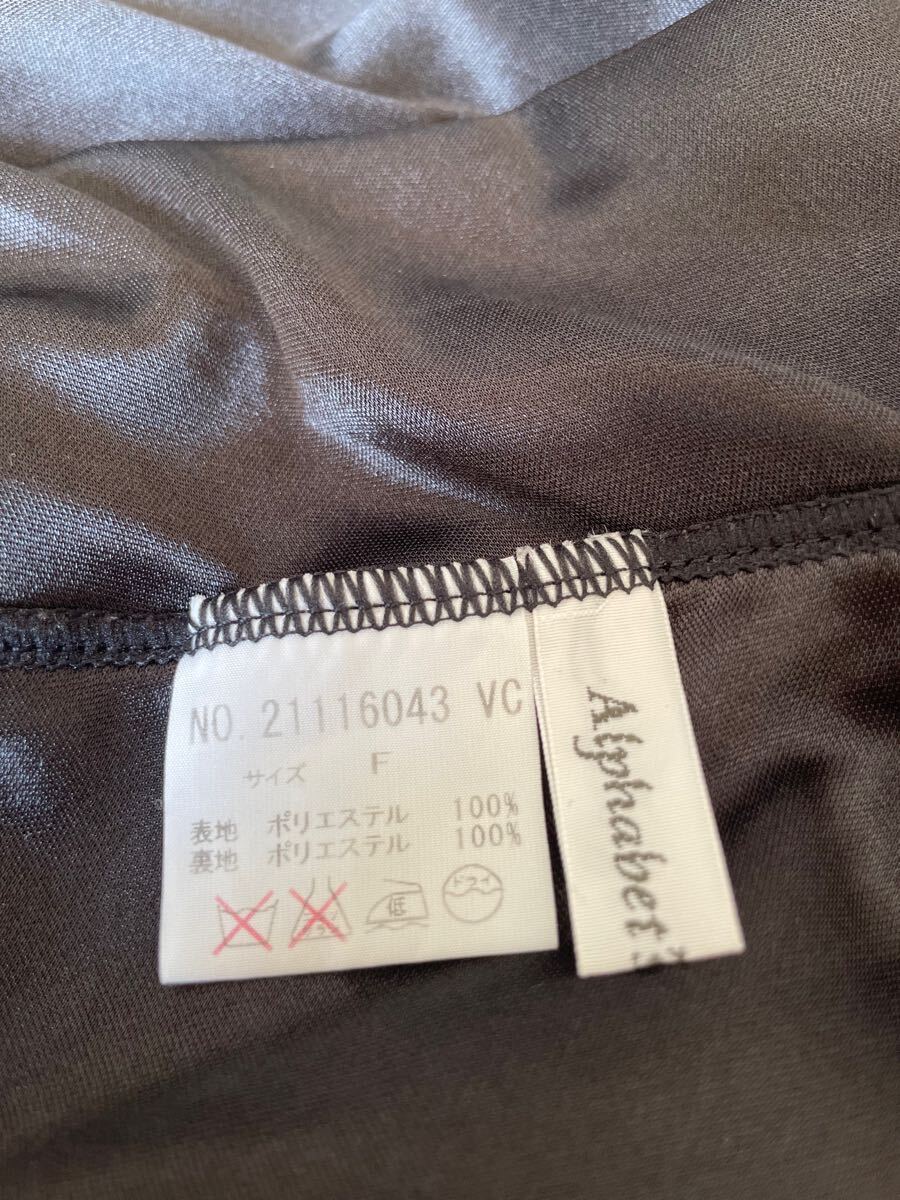 NO. 21116043 VC
サイズ F
表地 ポリエステル 100%
裏地 ポリエステル 100%
低
ドライ
Alphabet